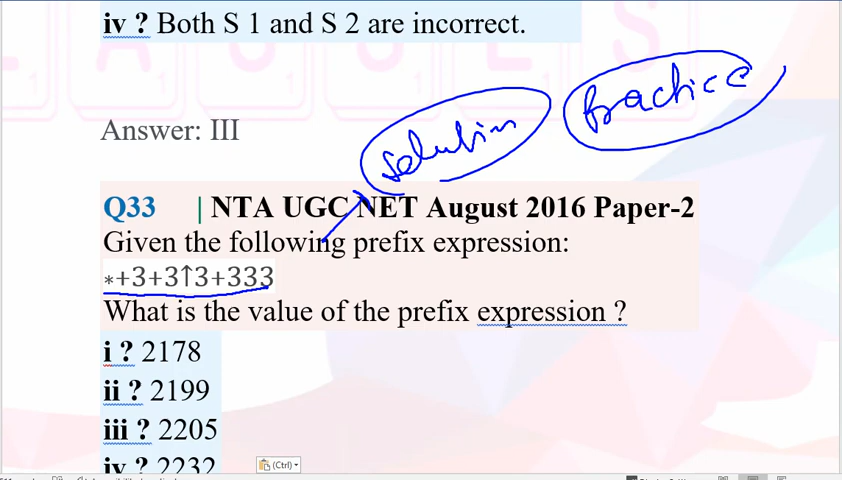 iv ? Both S 1 and S 2 are incorrect.
Answer: III
solution
Practice
Q33 | NTA UGC NET August 2016 Paper-2
Given the following prefix expression:
∗+3+3↑3+333
What is the value of the prefix expression ?
i ? 2178
ii ? 2199
iii ? 2205
iv ? 2232
(Ctrl)